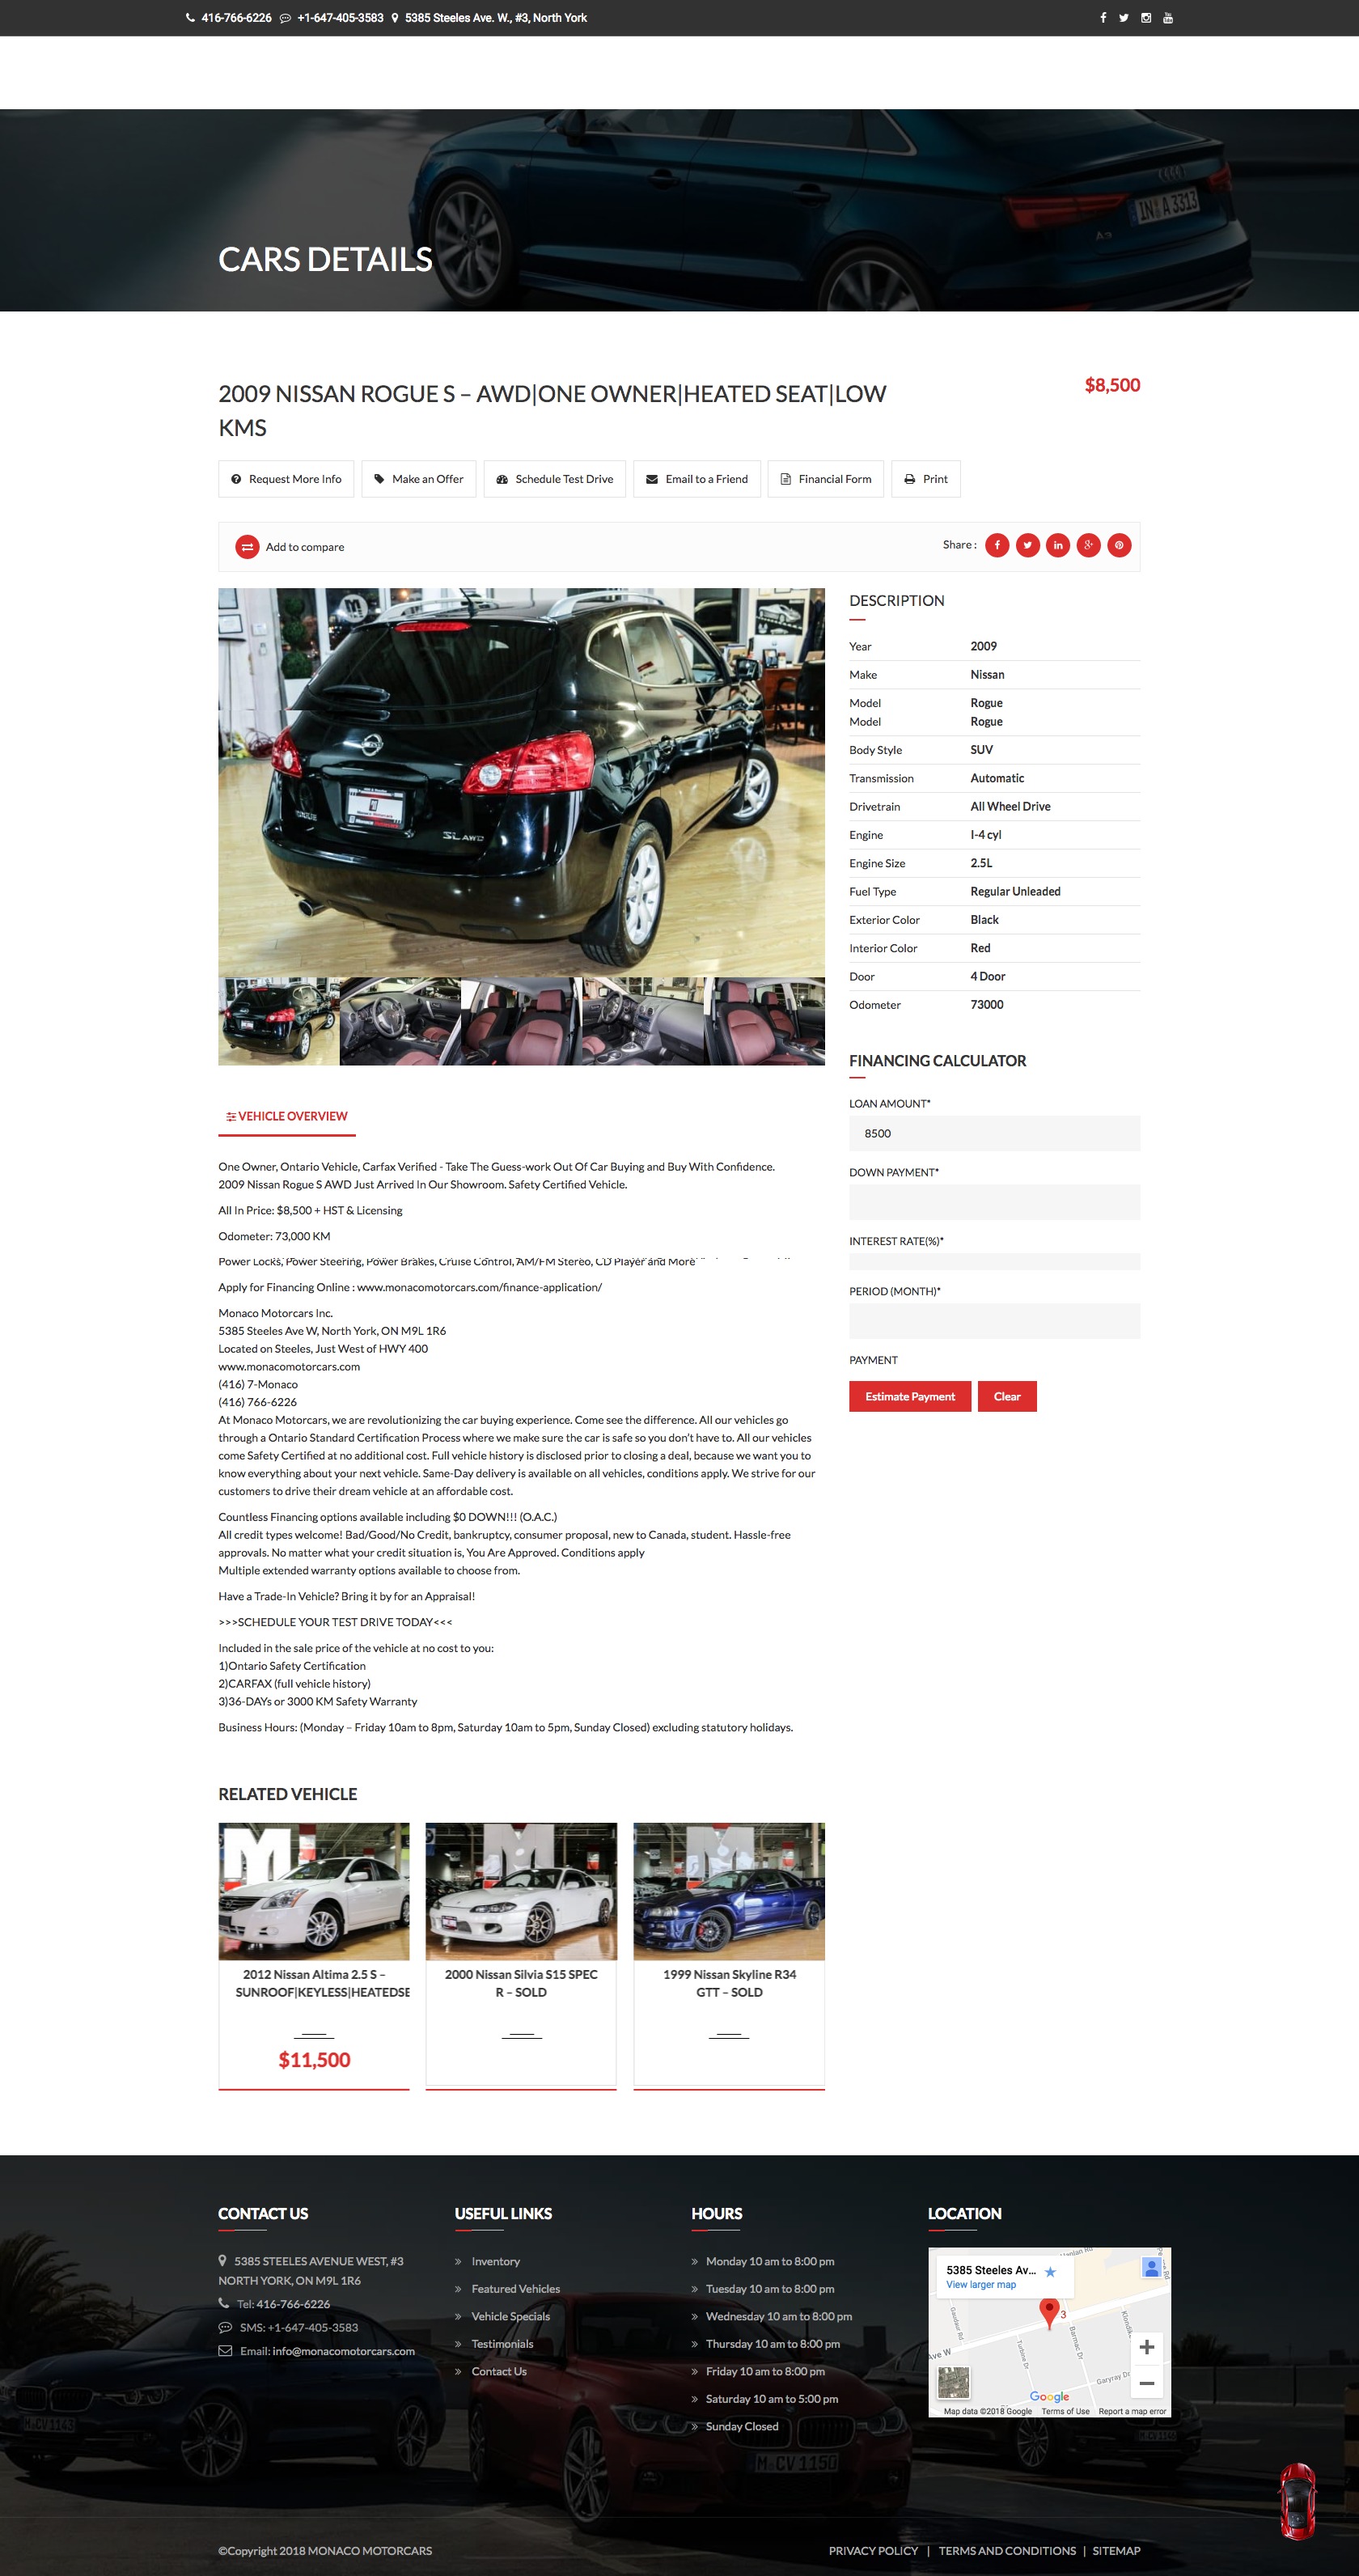 416-766-6226 +1-647-405-3583 5385 Steeles Ave. W., #3, North York
IN A 3313
A3
CARS DETAILS
2009 NISSAN ROGUE S – AWD|ONE OWNER|HEATED SEAT|LOW
KMS
$8,500
Request More Info Make an Offer Schedule Test Drive Email to a Friend Financial Form Print
Add to compare
Share :
SL AWD
DESCRIPTION
Year 2009
Make Nissan
Model Rogue
Model Rogue
Body Style SUV
Transmission Automatic
Drivetrain All Wheel Drive
Engine I-4 cyl
Engine Size 2.5L
Fuel Type Regular Unleaded
Exterior Color Black
Interior Color Red
Door 4 Door
Odometer 73000
FINANCING CALCULATOR
LOAN AMOUNT*
8500
DOWN PAYMENT*
INTEREST RATE(%)*
PERIOD (MONTH)*
PAYMENT
Estimate Payment Clear
VEHICLE OVERVIEW
One Owner, Ontario Vehicle, Carfax Verified - Take The Guess-work Out Of Car Buying and Buy With Confidence.
2009 Nissan Rogue S AWD Just Arrived In Our Showroom. Safety Certified Vehicle.
All In Price: $8,500 + HST & Licensing
Odometer: 73,000 KM
Power Locks, Power Steering, Power Brakes, Cruise Control, AM/FM Stereo, CD Player and More
Apply for Financing Online : www.monacomotorcars.com/finance-application/
Monaco Motorcars Inc.
5385 Steeles Ave W, North York, ON M9L 1R6
Located on Steeles, Just West of HWY 400
www.monacomotorcars.com
(416) 7-Monaco
(416) 766-6226
At Monaco Motorcars, we are revolutionizing the car buying experience. Come see the difference. All our vehicles go
through a Ontario Standard Certification Process where we make sure the car is safe so you don't have to. All our vehicles
come Safety Certified at no additional cost. Full vehicle history is disclosed prior to closing a deal, because we want you to
know everything about your next vehicle. Same-Day delivery is available on all vehicles, conditions apply. We strive for our
customers to drive their dream vehicle at an affordable cost.
Countless Financing options available including $0 DOWN!!! (O.A.C.)
All credit types welcome! Bad/Good/No Credit, bankruptcy, consumer proposal, new to Canada, student. Hassle-free
approvals. No matter what your credit situation is, You Are Approved. Conditions apply
Multiple extended warranty options available to choose from.
Have a Trade-In Vehicle? Bring it by for an Appraisal!
>>>SCHEDULE YOUR TEST DRIVE TODAY<<<
Included in the sale price of the vehicle at no cost to you:
1)Ontario Safety Certification
2)CARFAX (full vehicle history)
3)36-DAYs or 3000 KM Safety Warranty
Business Hours: (Monday – Friday 10am to 8pm, Saturday 10am to 5pm, Sunday Closed) excluding statutory holidays.
RELATED VEHICLE
2012 Nissan Altima 2.5 S –
SUNROOF|KEYLESS|HEATEDSE
$11,500
2000 Nissan Silvia S15 SPEC
R – SOLD
1999 Nissan Skyline R34
GTT – SOLD
CONTACT US
5385 STEELES AVENUE WEST, #3
NORTH YORK, ON M9L 1R6
Tel: 416-766-6226
SMS: +1-647-405-3583
Email: info@monacomotorcars.com
USEFUL LINKS
Inventory
Featured Vehicles
Vehicle Specials
Testimonials
Contact Us
HOURS
Monday 10 am to 8:00 pm
Tuesday 10 am to 8:00 pm
Wednesday 10 am to 8:00 pm
Thursday 10 am to 8:00 pm
Friday 10 am to 8:00 pm
Saturday 10 am to 5:00 pm
Sunday Closed
LOCATION
5385 Steeles Av...
View larger map
3
Ave W
Turbine Dr
Barmac Dr
Garyray Dr
Google
Map data ©2018 Google Terms of Use Report a map error
M CV 1143
M CV 1150
©Copyright 2018 MONACO MOTORCARS
PRIVACY POLICY | TERMS AND CONDITIONS | SITEMAP